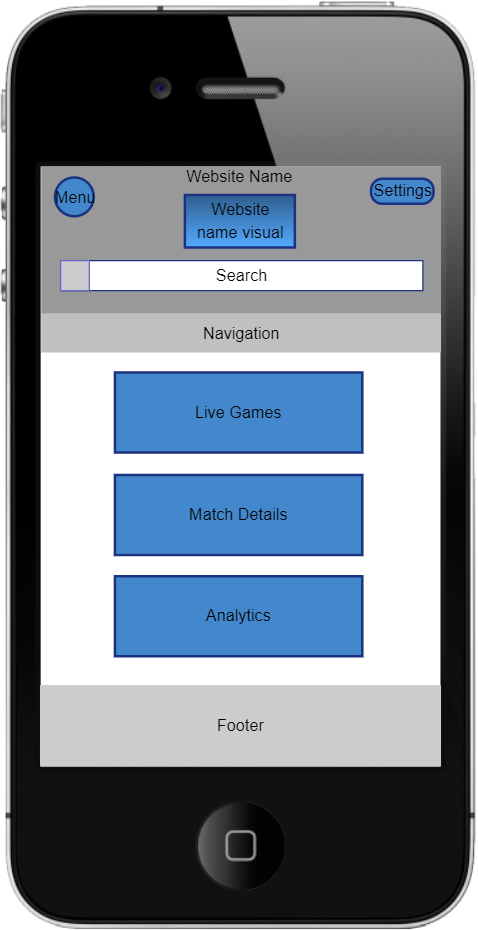 Website Name
Menu
Settings
Website
name visual
Search
Navigation
Live Games
Match Details
Analytics
Footer